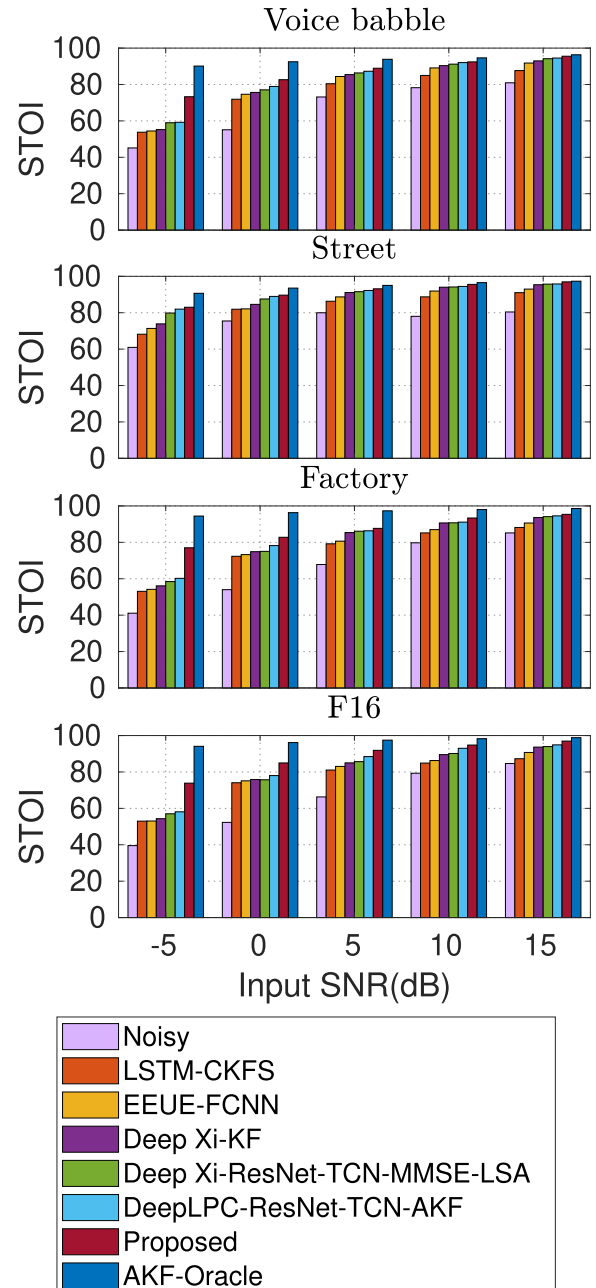 Voice babble
100
80
60
40
20
0
STOI
Street
100
80
60
40
20
0
STOI
Factory
100
80
60
40
20
0
STOI
F16
100
80
60
40
20
0
STOI
-5 0 5 10 15
Input SNR(dB)
Noisy
LSTM-CKFS
EEUE-FCNN
Deep Xi-KF
Deep Xi-ResNet-TCN-MMSE-LSA
DeepLPC-ResNet-TCN-AKF
Proposed
AKF-Oracle